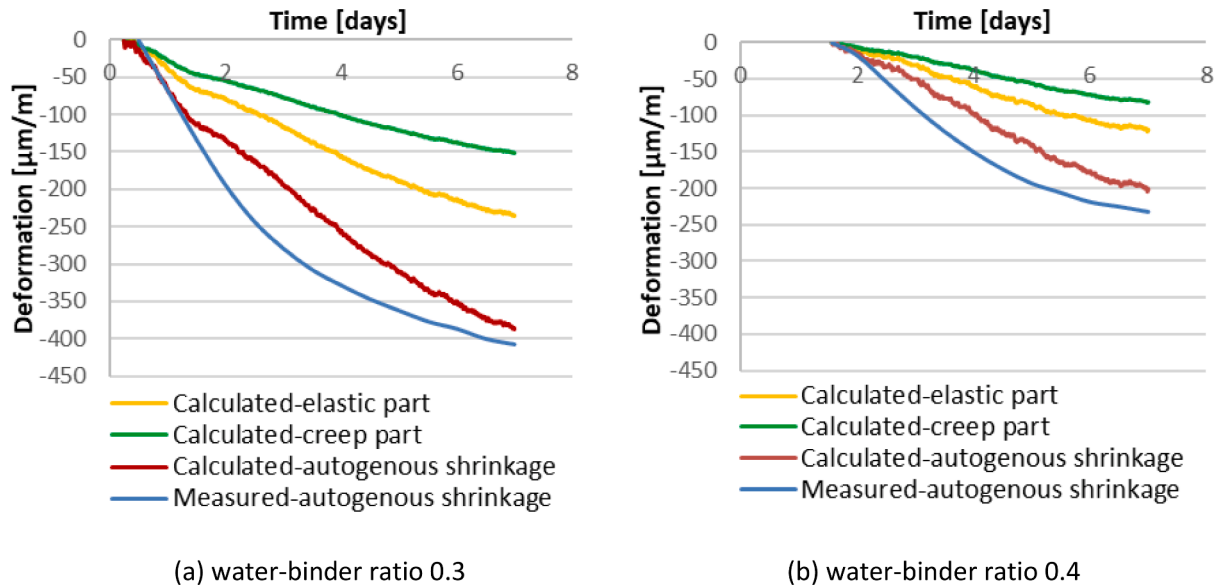 Time [days]
0
-50
-100
-150
-200
-250
-300
-350
-400
-450
0
2
4
6
8
Deformation [μm/m]
Calculated-elastic part
Calculated-creep part
Calculated-autogenous shrinkage
Measured-autogenous shrinkage
(a) water-binder ratio 0.3
Time [days]
0
-50
-100
-150
-200
-250
-300
-350
-400
-450
0
2
4
6
8
Deformation [μm/m]
Calculated-elastic part
Calculated-creep part
Calculated-autogenous shrinkage
Measured-autogenous shrinkage
(b) water-binder ratio 0.4